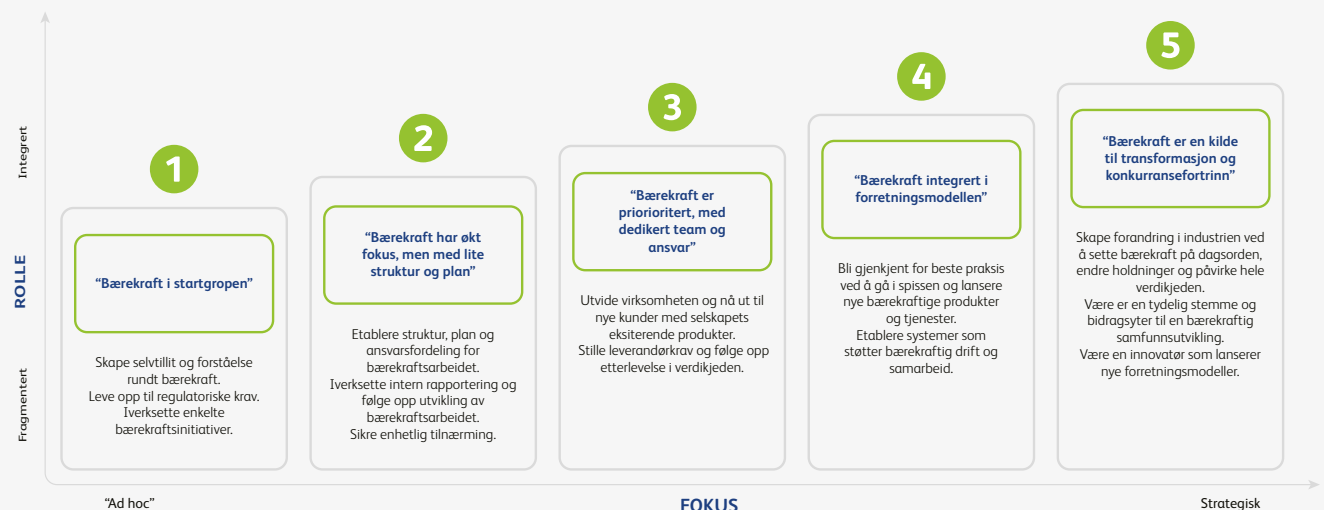 Integrert
ROLLE
Fragmentert
1
“Bærekraft i startgropen”
Skape selvtillit og forståelse
rundt bærekraft.
Leve opp til regulatoriske krav.
Iverksette enkelte
bærekraftsinitiativer.
2
“Bærekraft har økt
fokus, men med lite
struktur og plan”
Etablere struktur, plan og
ansvarsfordeling for
bærekraftsarbeidet.
Iverksette intern rapportering og
følge opp utvikling av
bærekraftsarbeidet.
Sikre enhetlig tilnærming.
3
“Bærekraft er
priorioritert, med
dedikert team og
ansvar”
Utvide virksomheten og nå ut til
nye kunder med selskapets
eksiterende produkter.
Stille leverandørkrav og følge opp
etterlevelse i verdikjeden.
4
“Bærekraft integrert i
forretningsmodellen”
Bli gjenkjent for beste praksis
ved å gå i spissen og lansere
nye bærekraftige produkter
og tjenester.
Etablere systemer som
støtter bærekraftig drift og
samarbeid.
5
“Bærekraft er en kilde
til transformasjon og
konkurransefortrinn”
Skape forandring i industrien ved
å sette bærekraft på dagsorden,
endre holdninger og påvirke hele
verdikjeden.
Være er en tydelig stemme og
bidragsyter til en bærekraftig
samfunnsutvikling.
Være en innovatør som lanserer
nye forretningsmodeller.
“Ad hoc”
FOKUS
Strategisk